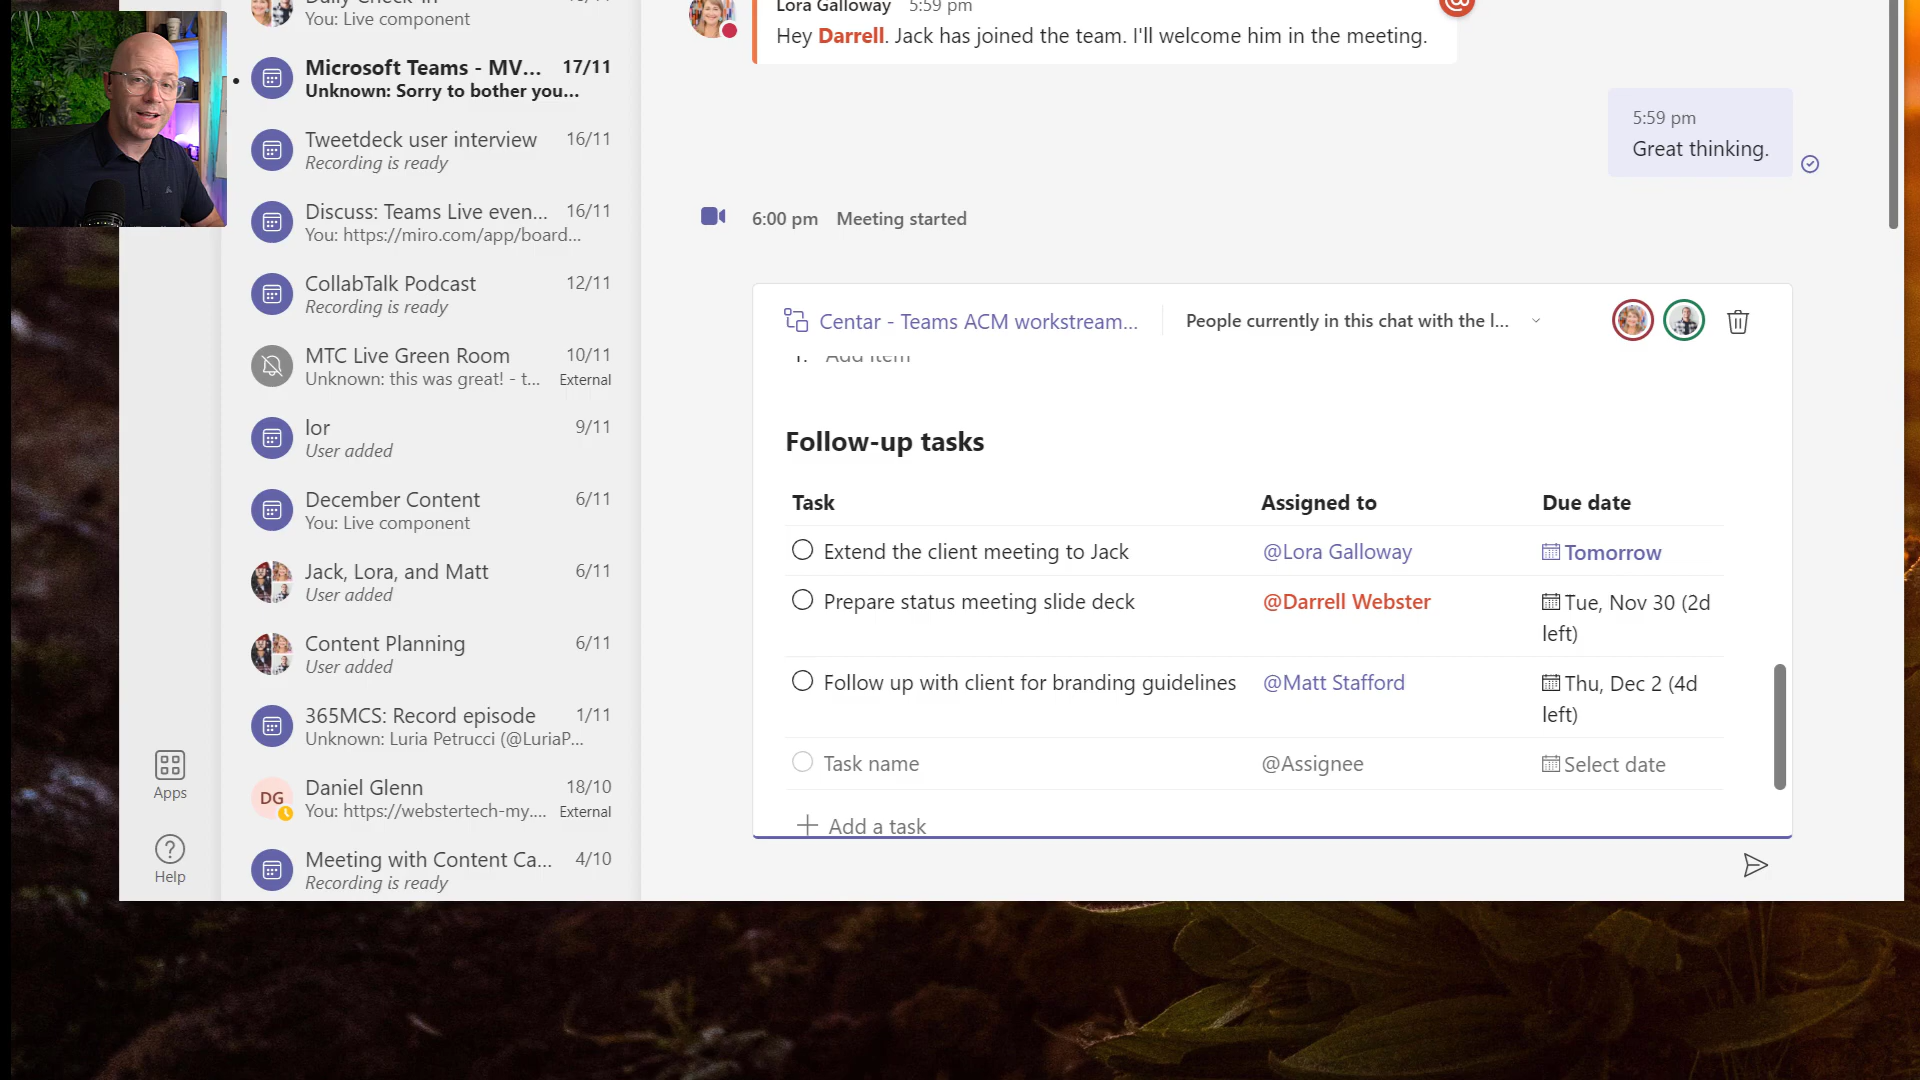 Daily Check-in
You: Live component
Microsoft Teams - MV... 17/11
Unknown: Sorry to bother you...
Tweetdeck user interview 16/11
Recording is ready
Discuss: Teams Live even... 16/11
You: https://miro.com/app/board...
CollabTalk Podcast 12/11
Recording is ready
MTC Live Green Room 10/11
Unknown: this was great! - t... External
lor 9/11
User added
December Content 6/11
You: Live component
Jack, Lora, and Matt 6/11
User added
Content Planning 6/11
User added
365MCS: Record episode 1/11
Unknown: Luria Petrucci (@LuriaP...
DG
Daniel Glenn 18/10
You: https://webstertech-my.... External
Meeting with Content Ca... 4/10
Recording is ready
Apps
Help
Lora Galloway 5:59 pm
Hey Darrell. Jack has joined the team. I'll welcome him in the meeting.
5:59 pm
Great thinking.
6:00 pm Meeting started
Centar - Teams ACM workstream... People currently in this chat with the l...
1. Add item
Follow-up tasks
Task Assigned to Due date
Extend the client meeting to Jack @Lora Galloway Tomorrow
Prepare status meeting slide deck @Darrell Webster Tue, Nov 30 (2d
left)
Follow up with client for branding guidelines @Matt Stafford Thu, Dec 2 (4d
left)
Task name @Assignee Select date
Add a task